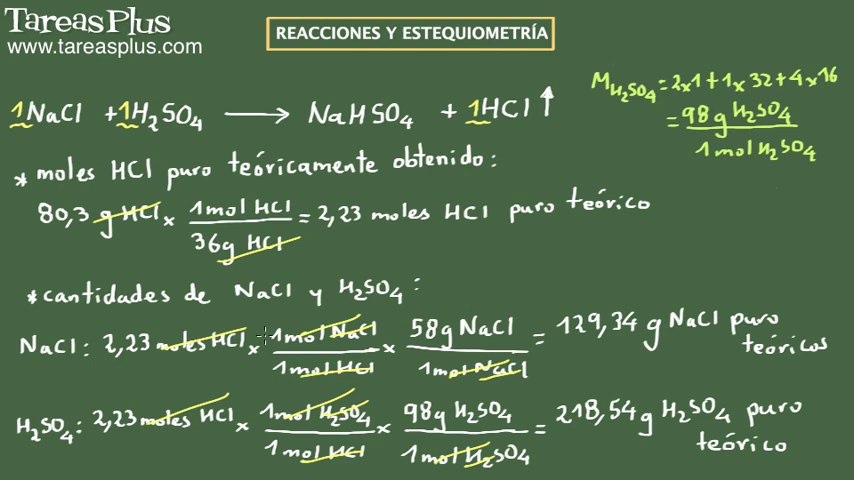 TareasPlus
www.tareasplus.com
REACCIONES Y ESTEQUIOMETRÍA
1NaCl + 1H₂SO₄ ⟶ NaHSO₄ + 1HCl ↑
M_H₂SO₄ = 2x1 + 1x32 + 4x16
= 98 g H₂SO₄ / 1 mol H₂SO₄
* moles HCl puro teóricamente obtenido:
80,3 g HCl x 1 mol HCl / 36g HCl = 2,23 moles HCl puro teórico
* cantidades de NaCl y H₂SO₄:
NaCl: 2,23 moles HCl x 1 mol NaCl / 1 mol HCl x 58g NaCl / 1 mol NaCl = 129,34 g NaCl puro teóricos
H₂SO₄: 2,23 moles HCl x 1 mol H₂SO₄ / 1 mol HCl x 98g H₂SO₄ / 1 mol H₂SO₄ = 218,54 g H₂SO₄ puro teórico